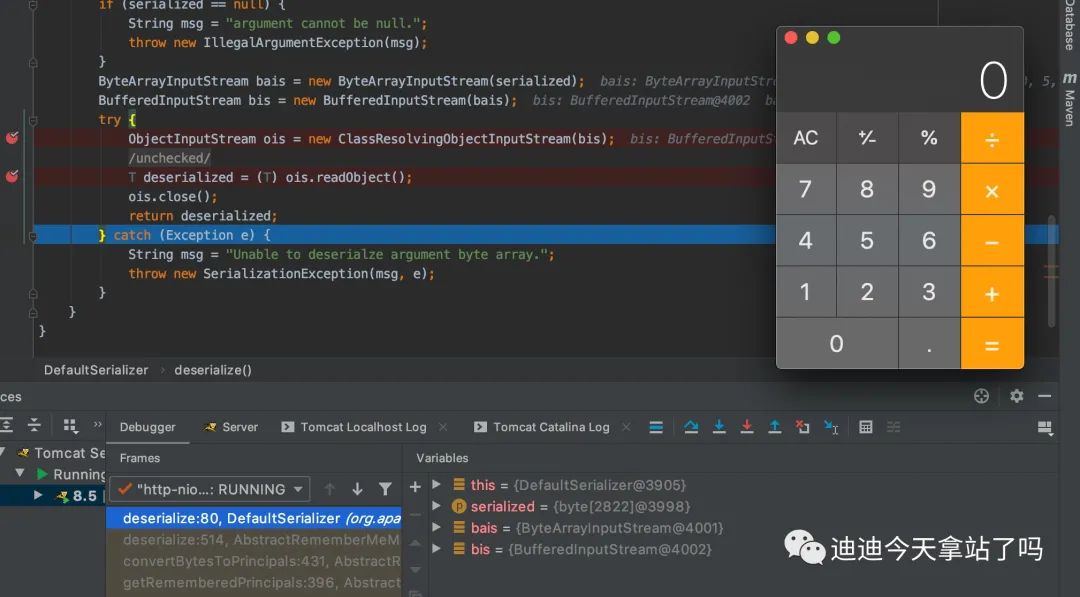 if (serialized == null) {
String msg = "argument cannot be null.";
throw new IllegalArgumentException(msg);
}
ByteArrayInputStream bais = new ByteArrayInputStream(serialized); bais: ByteArrayInputStr , 5,
BufferedInputStream bis = new BufferedInputStream(bais); bis: BufferedInputStream@4002 ba
try {
ObjectInputStream ois = new ClassResolvingObjectInputStream(bis); bis: BufferedInputS
/unchecked/
T deserialized = (T) ois.readObject();
ois.close();
return deserialized;
} catch (Exception e) {
String msg = "Unable to deserialze argument byte array.";
throw new SerializationException(msg, e);
}
}
}
DefaultSerializer › deserialize()
0
AC +/- % ÷
7 8 9 ×
4 5 6 −
1 2 3 +
0 . =
Database
m Maven
ces
Debugger Server Tomcat Localhost Log × Tomcat Catalina Log ×
Tomcat Se
Running
8.5
Frames
"http-nio...: RUNNING
deserialize:80, DefaultSerializer (org.apa
deserialize:514, AbstractRememberMeM
convertBytesToPrincipals:431, AbstractR
getRememberedPrincipals:396, Abstract
Variables
this = {DefaultSerializer@3905}
p serialized = {byte[2822]@3998}
bais = {ByteArrayInputStream@4001}
bis = {BufferedInputStream@4002}
迪迪今天拿站了吗